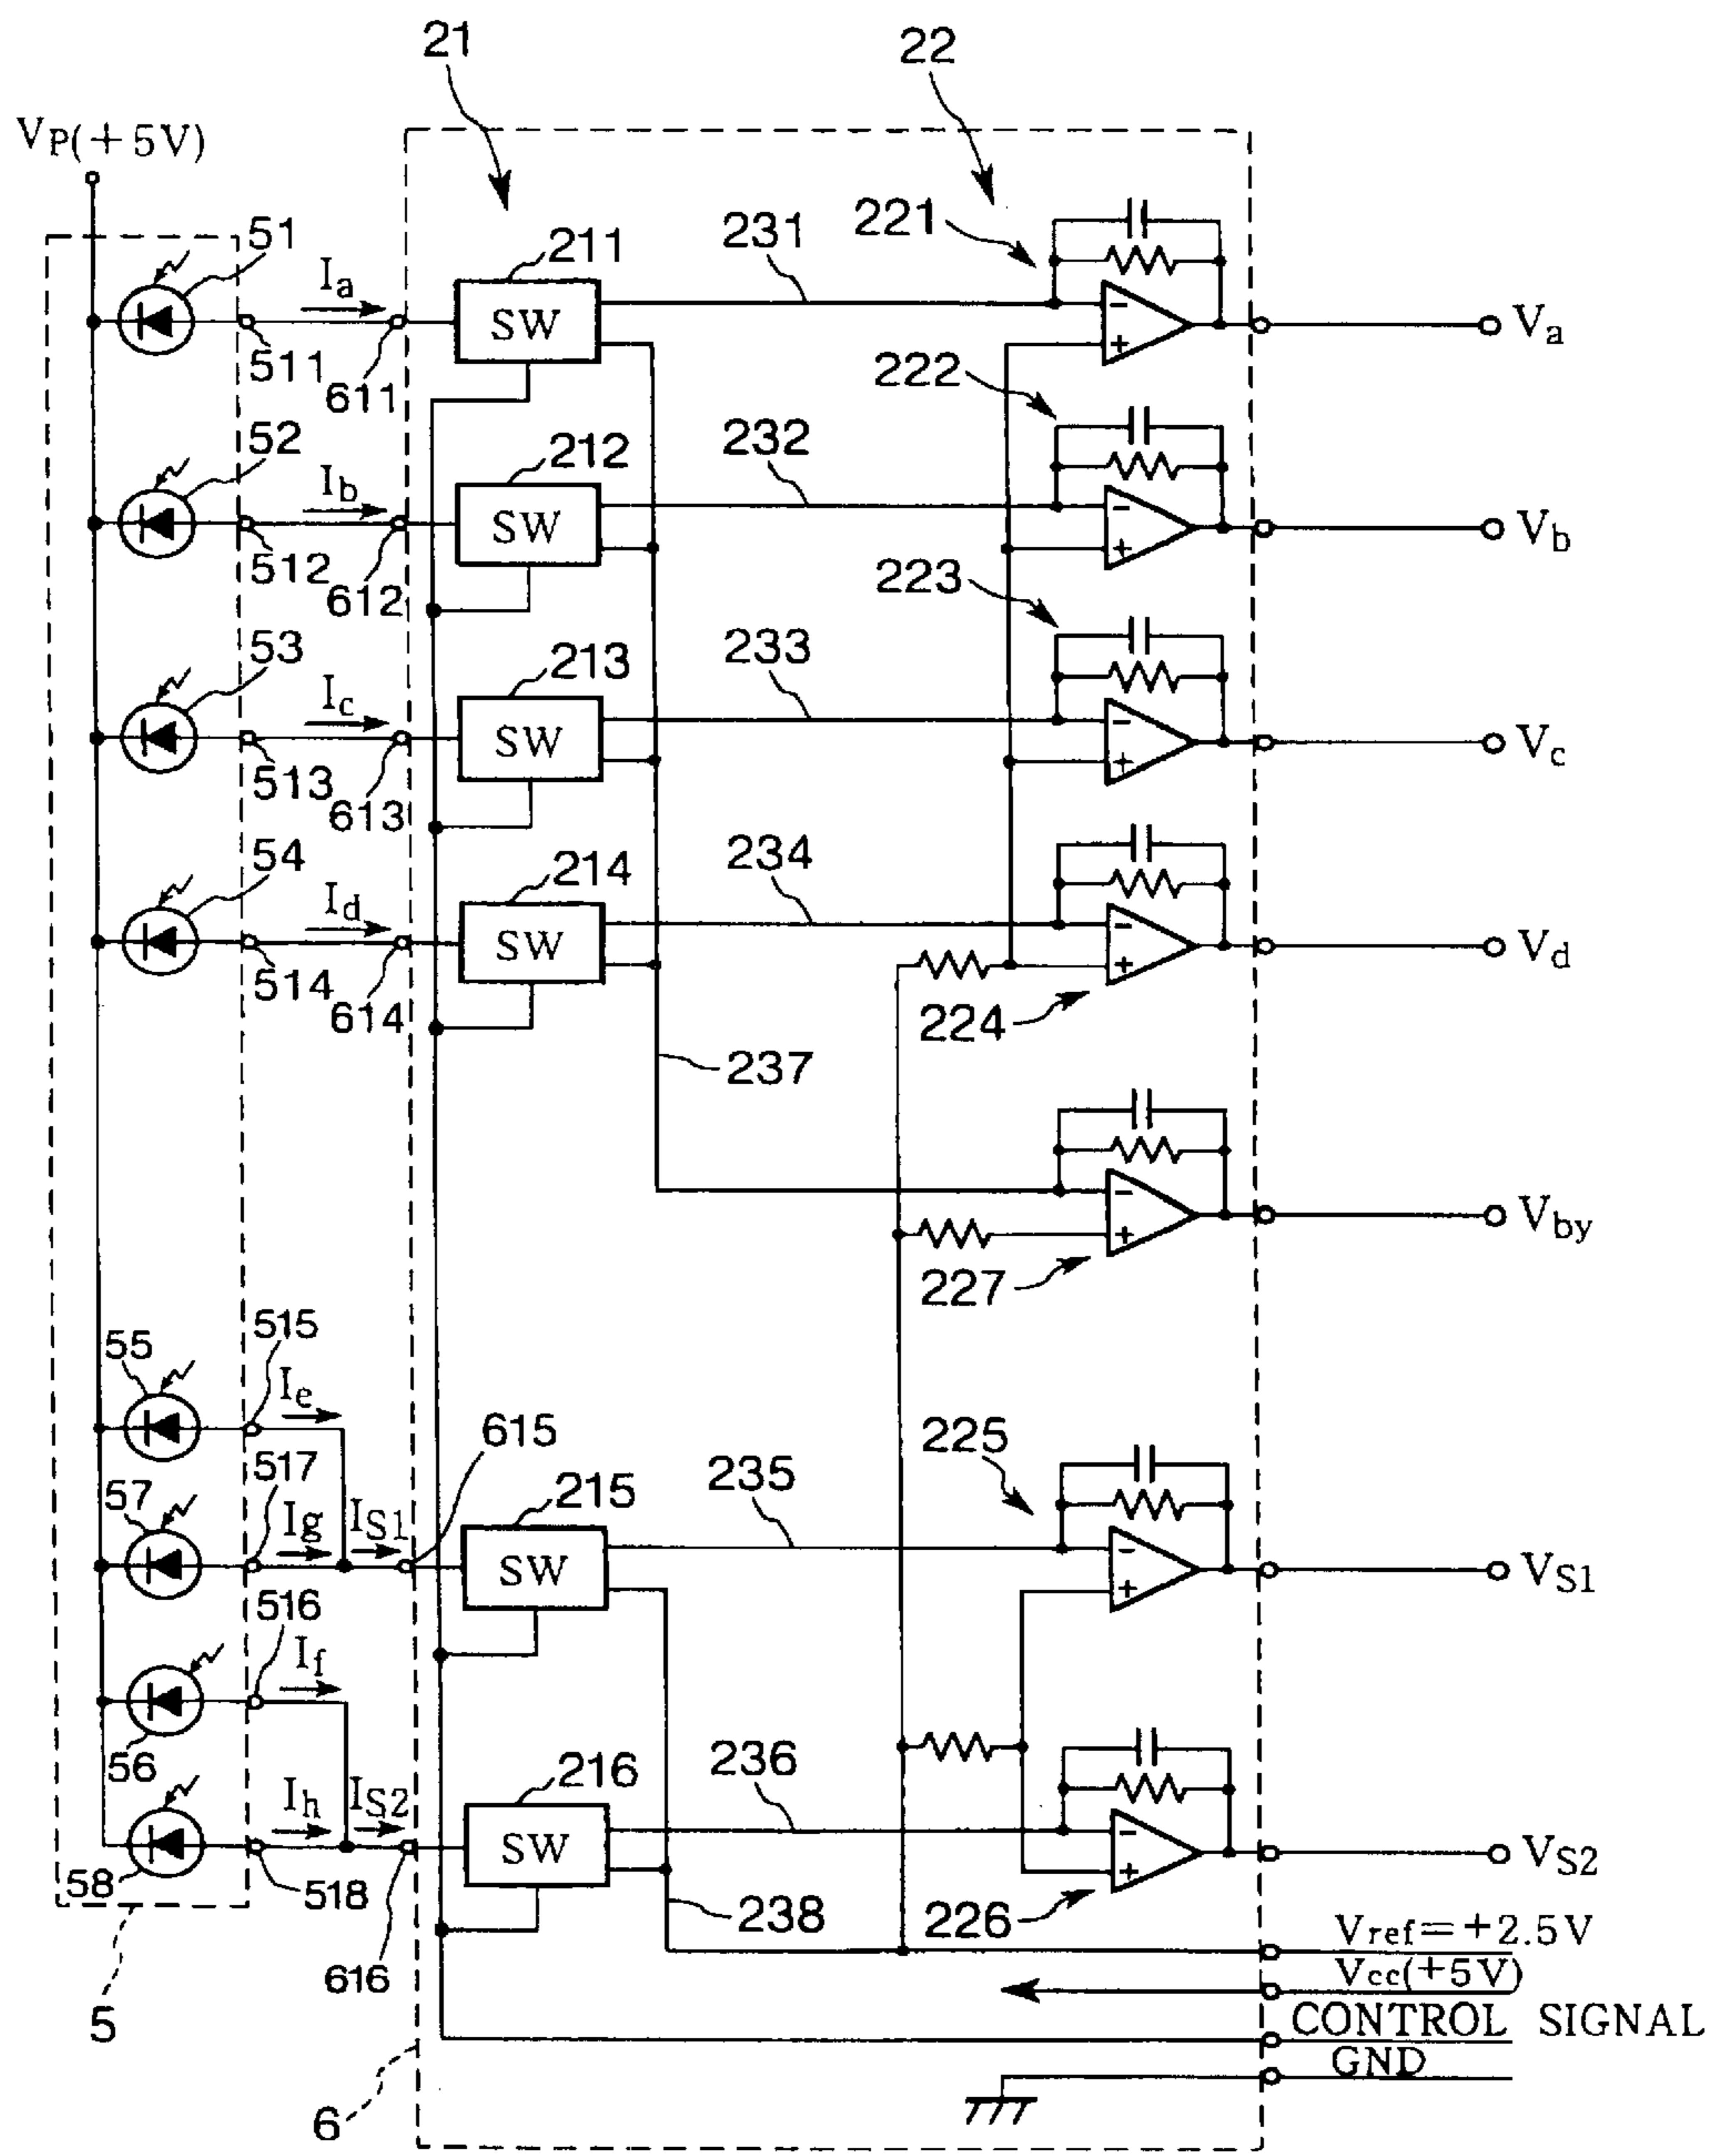 21
22
VP(+5V)
51
Ia
211
SW
231
221
−
+
Va
511
611
222
52
Ib
212
SW
232
−
+
Vb
512
612
223
53
Ic
213
SW
233
−
+
Vc
513
613
54
Id
214
SW
234
−
+
Vd
514
614
224
237
−
+
Vby
227
55
515
Ie
615
225
57
517
Ig
IS1
215
SW
235
−
+
VS1
516
If
56
Ih
IS2
216
SW
236
−
+
VS2
58
518
616
238
226
Vref=+2.5V
Vcc(+5V)
5
CONTROL SIGNAL
GND
6